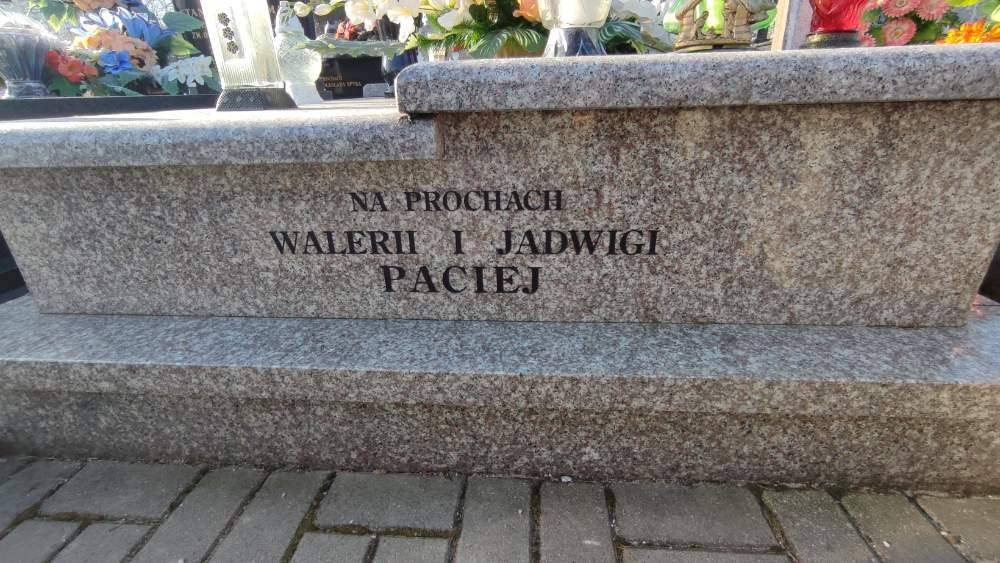 NA PROCHACH
WALERII I JADWIGI
PACIEJ